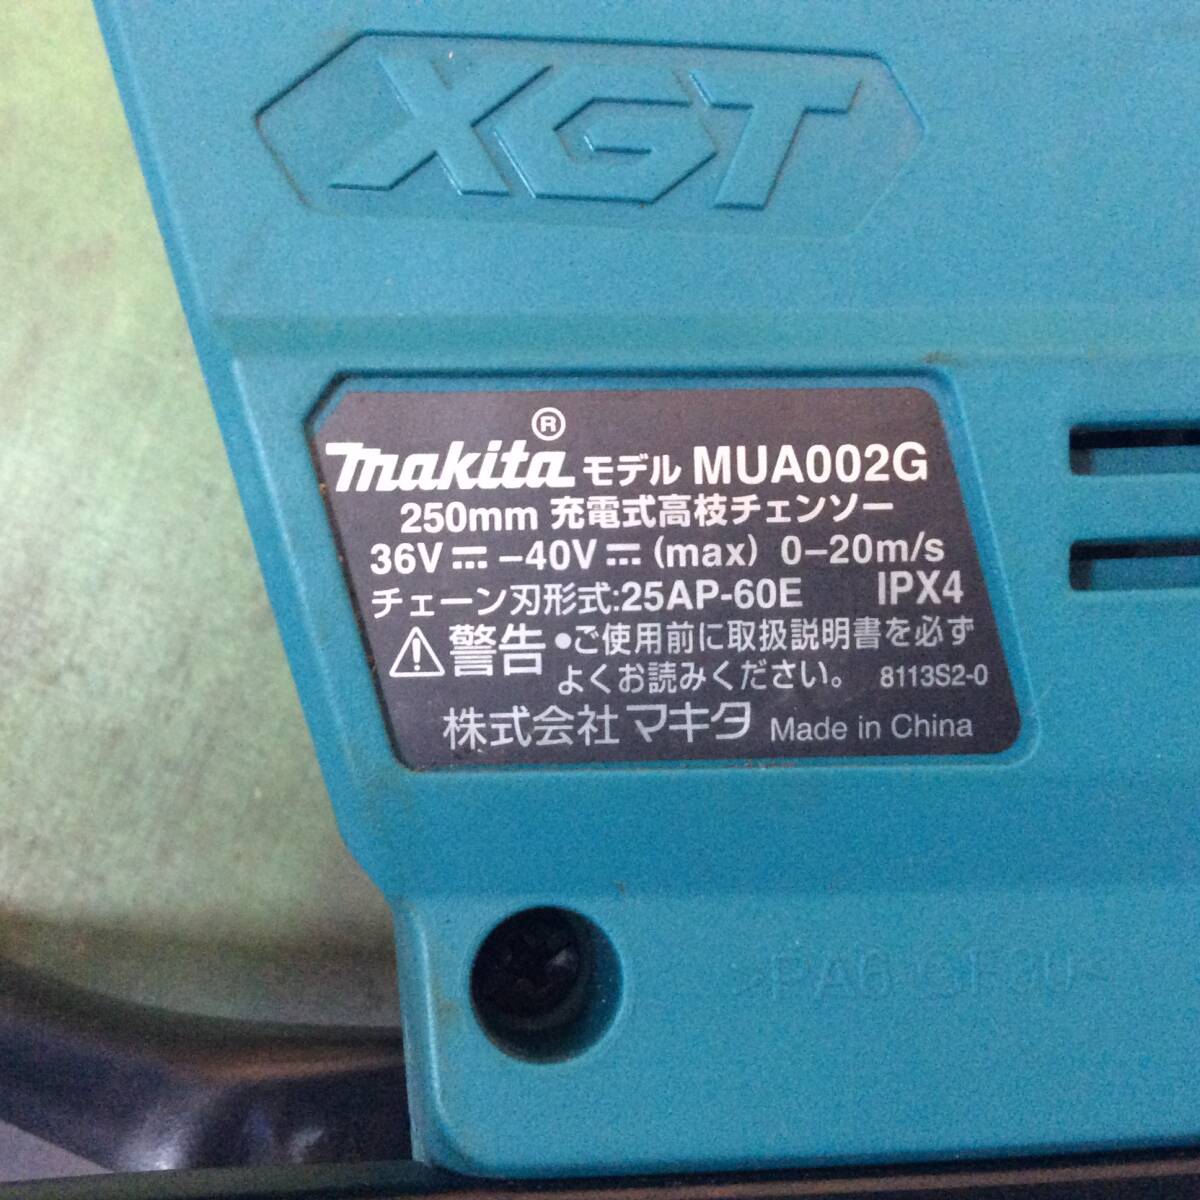 XGT
makita® モデル MUA002G
250mm 充電式高枝チェンソー
36V⎓ -40V⎓ (max) 0-20m/s
チェーン刃形式:25AP-60E IPX4
⚠警告 •ご使用前に取扱説明書を必ず
よくお読みください。 8113S2-0
株式会社 マキタ Made in China
>PA6-GF30<